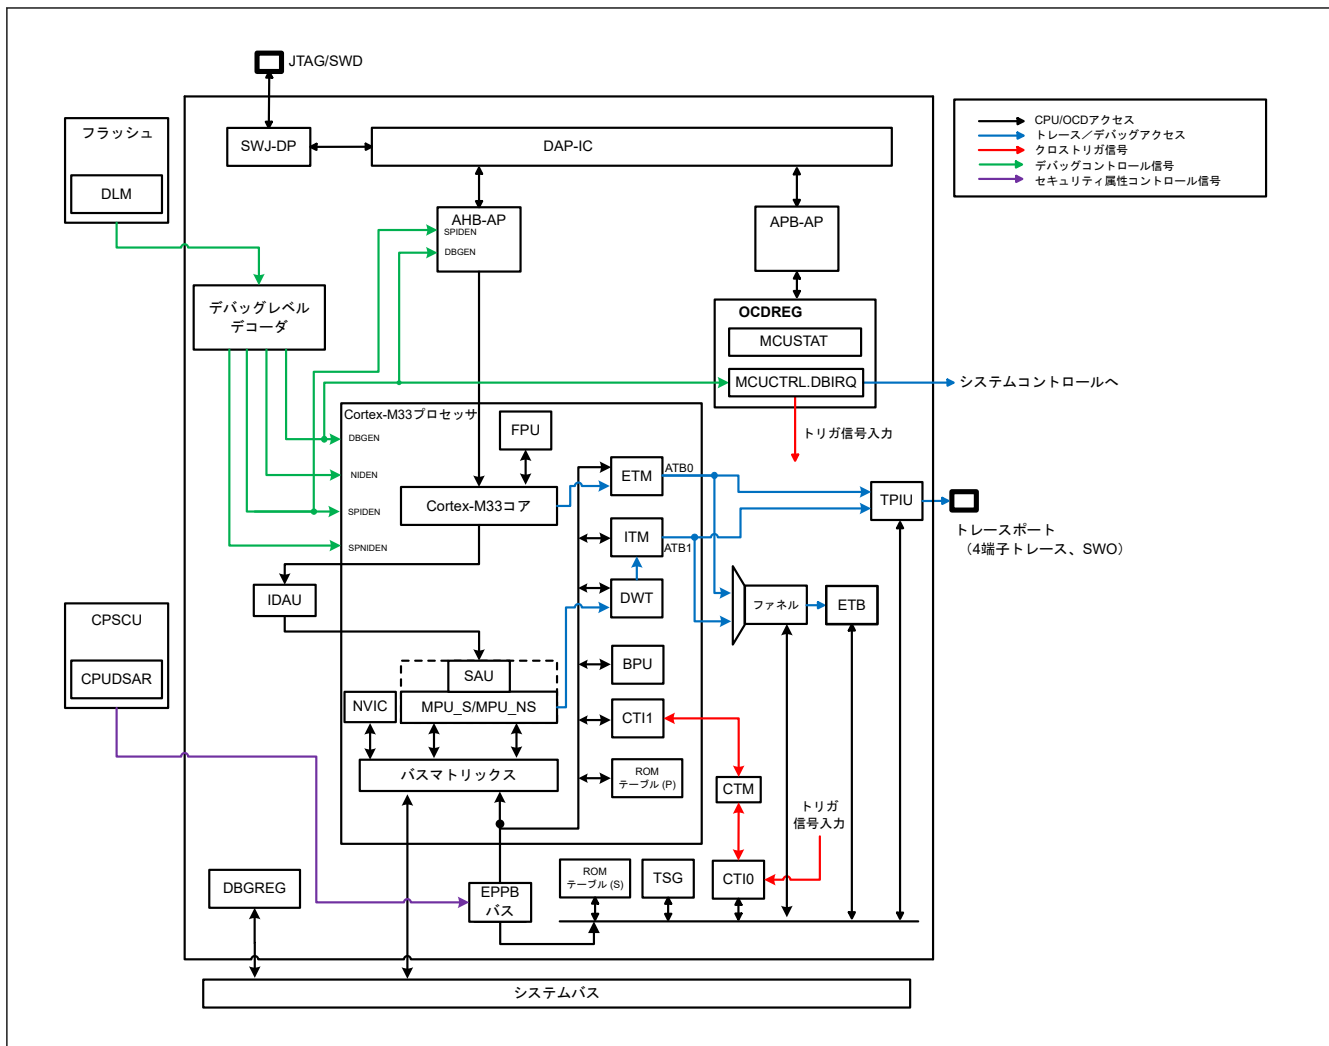 JTAG/SWD
フラッシュ
DLM
SWJ-DP
DAP-IC
CPU/OCDアクセス
トレース／デバッグアクセス
クロストリガ信号
デバッグコントロール信号
セキュリティ属性コントロール信号
AHB-AP
SPIDEN
DBGEN
APB-AP
デバッグレベル
デコーダ
OCDREG
MCUSTAT
MCUCTRL.DBIRQ
システムコントロールへ
トリガ信号入力
Cortex-M33プロセッサ
DBGEN
NIDEN
SPIDEN
SPNIDEN
FPU
Cortex-M33コア
ETM
ATB0
ITM
ATB1
DWT
TPIU
トレースポート
（4端子トレース、SWO）
IDAU
ファネル
ETB
CPSCU
CPUDSAR
SAU
MPU_S/MPU_NS
NVIC
バスマトリックス
BPU
CTI1
ROM
テーブル (P)
CTM
トリガ
信号入力
DBGREG
EPPB
バス
ROM
テーブル (S)
TSG
CTI0
システムバス